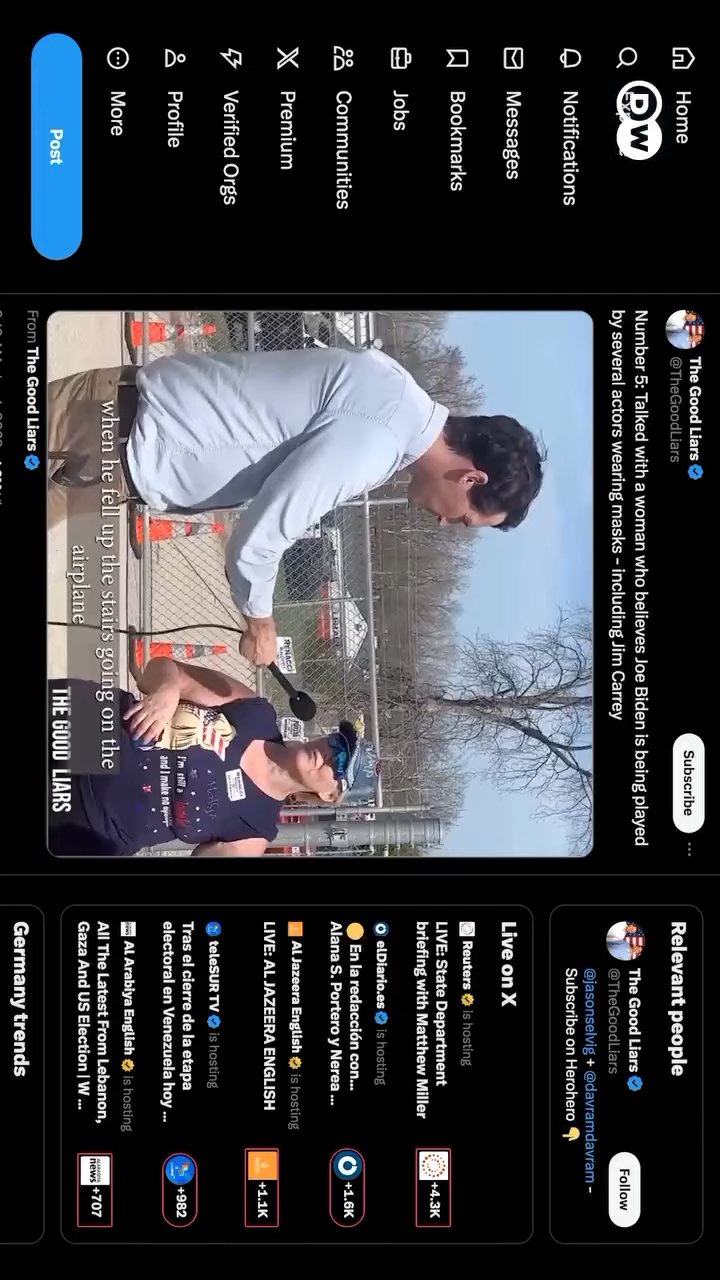 Home
DW
Notifications
Messages
Bookmarks
Jobs
Communities
Premium
Verified Orgs
Profile
More
Post
The Good Liars
@TheGoodLiars
Subscribe
Number 5: Talked with a woman who believes Joe Biden is being played
by several actors wearing masks - including Jim Carrey
RENACCI
I'm still a
and I make no
when he fell up the stairs going on the
airplane
THE GOOD LIARS
From The Good Liars
Relevant people
The Good Liars
@TheGoodLiars
Follow
@jasonselvig + @davramdavram -
Subscribe on Herohero 👇
Live on X
Reuters is hosting
LIVE: State Department
briefing with Matthew Miller
+4.3K
elDiario.es is hosting
🟡 En la redacción con...
Alana S. Portero y Nerea ...
+1.6K
Al Jazeera English is hosting
LIVE: AL JAZEERA ENGLISH
+1.1K
teleSUR TV is hosting
Tras el cierre de la etapa
electoral en Venezuela hoy ...
+982
Al Arabiya English is hosting
All The Latest From Lebanon,
Gaza And US Election | W ...
news
+707
Germany trends